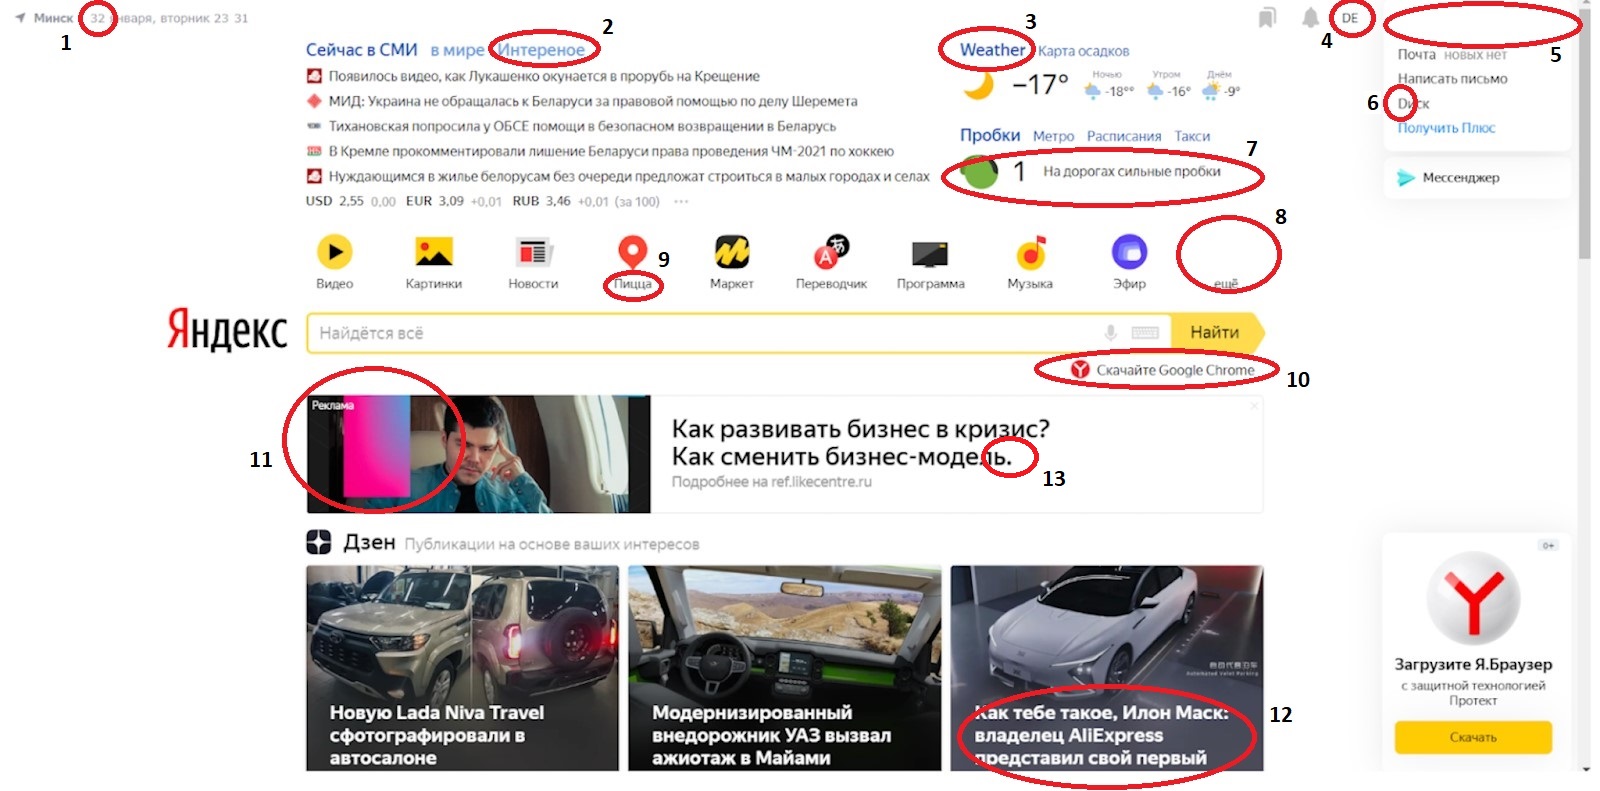 Минск 32 января, вторник 23 31
DE
1
2
3
4
5
Сейчас в СМИ в мире Интереное
Появилось видео, как Лукашенко окунается в прорубь на Крещение
МИД: Украина не обращалась к Беларуси за правовой помощью по делу Шеремета
Тихановская попросила у ОБСЕ помощи в безопасном возвращении в Беларусь
В Кремле прокомментировали лишение Беларуси права проведения ЧМ-2021 по хоккею
Нуждающимся в жилье белорусам без очереди предложат строиться в малых городах и селах
USD 2,55 0,00 EUR 3,09 +0,01 RUB 3,46 +0,01 (за 100) ···
Weather Карта осадков
−17°
Ночью -18°°
Утром -16°
Днём -9°
Пробки Метро Расписания Такси
7
1 На дорогах сильные пробки
Почта новых нет
Написать письмо
6
Dиск
Получить Плюс
Мессенджер
8
9
Видео
Картинки
Новости
Пицца
Маркет
Переводчик
Программа
Музыка
Эфир
ещё
Яндекс
Найдётся всё
Найти
Скачайте Google Chrome
10
11
Реклама
Как развивать бизнес в кризис?
Как сменить бизнес-модель.
Подробнее на ref.likecentre.ru
13
Дзен Публикации на основе ваших интересов
Новую Lada Niva Travel
сфотографировали в
автосалоне
Модернизированный
внедорожник УАЗ вызвал
ажиотаж в Майами
Automated Valet Parking
Как тебе такое, Илон Маск:
владелец AliExpress
представил свой первый
12
0+
Загрузите Я.Браузер
с защитной технологией
Протект
Скачать